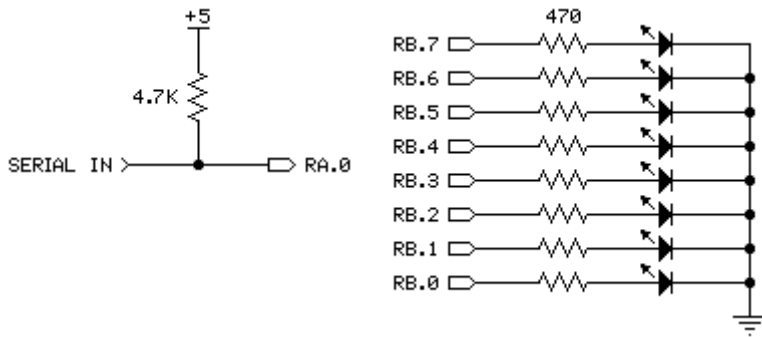 +5
4.7K
SERIAL IN
RA.0
470
RB.7
RB.6
RB.5
RB.4
RB.3
RB.2
RB.1
RB.0